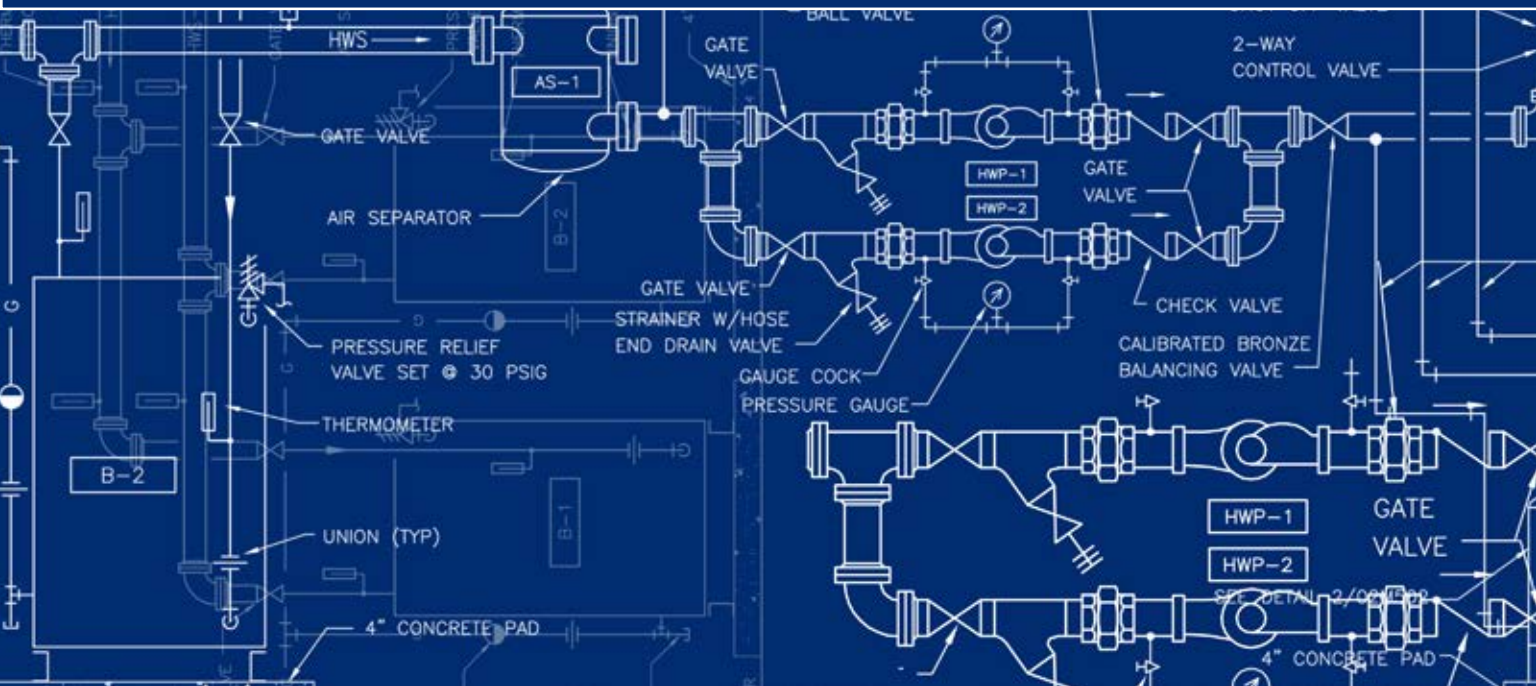 BALL VALVE
HWS
GATE
VALVE
2-WAY
CONTROL VALVE
AS-1
GATE VALVE
HWP-1
HWP-2
GATE
VALVE
AIR SEPARATOR
B-2
G
GATE VALVE
STRAINER W/HOSE
END DRAIN VALVE
CHECK VALVE
PRESSURE RELIEF
VALVE SET @ 30 PSIG
G
G
CALIBRATED BRONZE
BALANCING VALVE
GAUGE COCK
PRESSURE GAUGE
THERMOMETER
B-2
B-1
UNION (TYP)
HWP-1
HWP-2
GATE
VALVE
SEE DETAIL
4" CONCRETE PAD
4" CONCRETE PAD